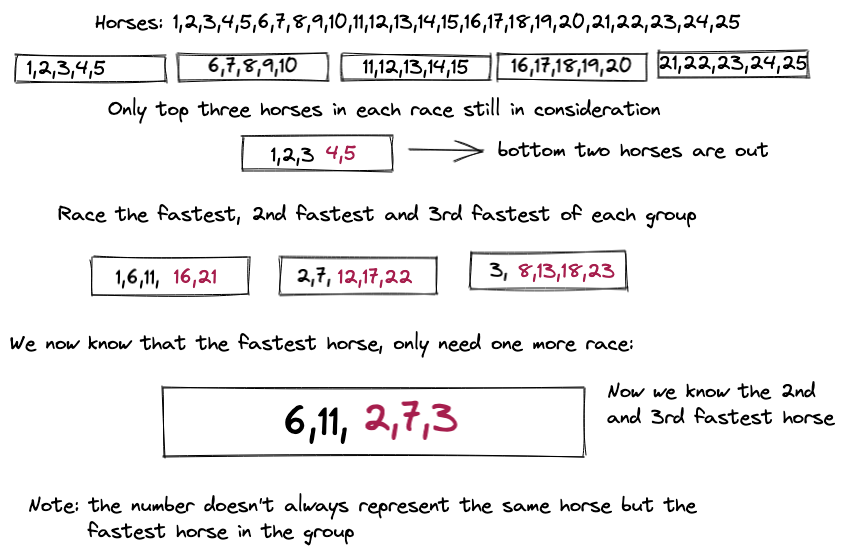 Horses: 1,2,3,4,5,6,7,8,9,10,11,12,13,14,15,16,17,18,19,20,21,22,23,24,25
1,2,3,4,5 6,7,8,9,10 11,12,13,14,15 16,17,18,19,20 21,22,23,24,25
Only top three horses in each race still in consideration
1,2,3 4,5 bottom two horses are out
Race the fastest, 2nd fastest and 3rd fastest of each group
1,6,11, 16,21 2,7, 12,17,22 3, 8,13,18,23
We now know that the fastest horse, only need one more race:
6,11, 2,7,3
Now we know the 2nd
and 3rd fastest horse
Note: the number doesn't always represent the same horse but the
fastest horse in the group